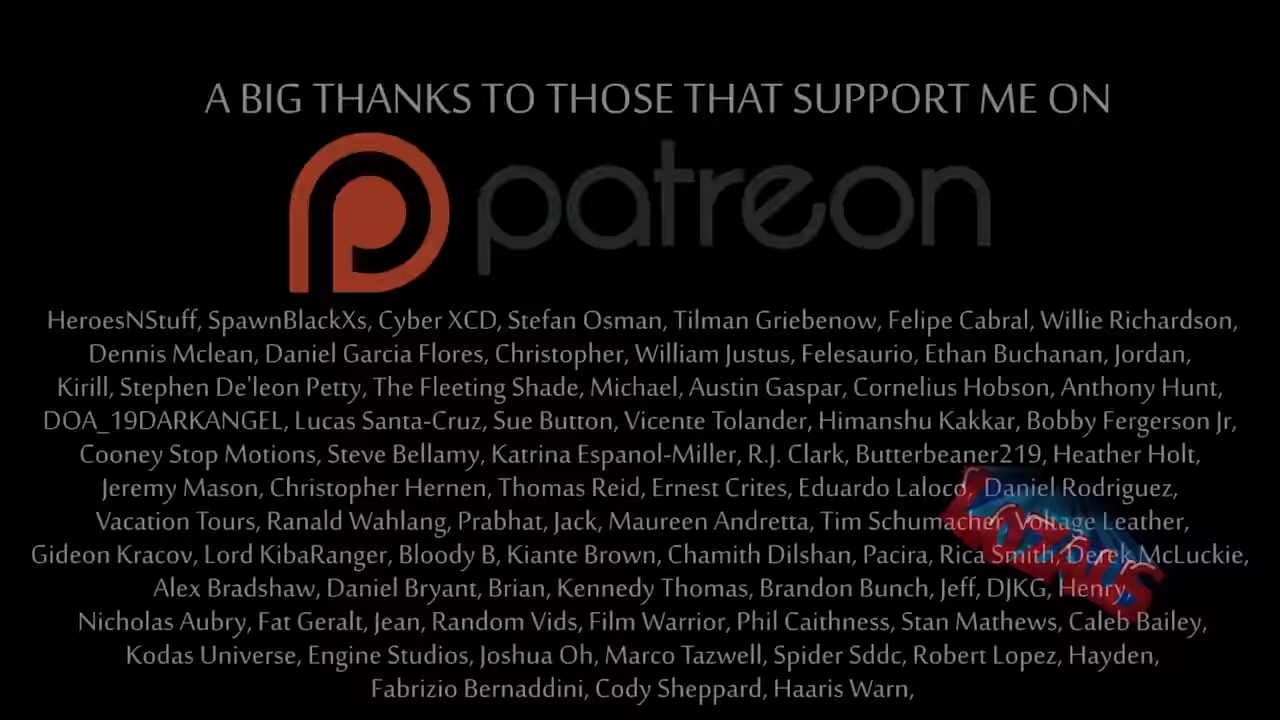 A BIG THANKS TO THOSE THAT SUPPORT ME ON
patreon
HeroesNStuff, SpawnBlackXs, Cyber XCD, Stefan Osman, Tilman Griebenow, Felipe Cabral, Willie Richardson,
Dennis Mclean, Daniel Garcia Flores, Christopher, William Justus, Felesaurio, Ethan Buchanan, Jordan,
Kirill, Stephen De'leon Petty, The Fleeting Shade, Michael, Austin Gaspar, Cornelius Hobson, Anthony Hunt,
DOA_19DARKANGEL, Lucas Santa-Cruz, Sue Button, Vicente Tolander, Himanshu Kakkar, Bobby Fergerson Jr,
Cooney Stop Motions, Steve Bellamy, Katrina Espanol-Miller, R.J. Clark, Butterbeaner219, Heather Holt,
Jeremy Mason, Christopher Hernen, Thomas Reid, Ernest Crites, Eduardo Laloco, Daniel Rodriguez,
Vacation Tours, Ranald Wahlang, Prabhat, Jack, Maureen Andretta, Tim Schumacher, Voltage Leather,
Gideon Kracov, Lord KibaRanger, Bloody B, Kiante Brown, Chamith Dilshan, Pacira, Rica Smith, Derek McLuckie,
Alex Bradshaw, Daniel Bryant, Brian, Kennedy Thomas, Brandon Bunch, Jeff, DJKG, Henry,
Nicholas Aubry, Fat Geralt, Jean, Random Vids, Film Warrior, Phil Caithness, Stan Mathews, Caleb Bailey,
Kodas Universe, Engine Studios, Joshua Oh, Marco Tazwell, Spider Sddc, Robert Lopez, Hayden,
Fabrizio Bernaddini, Cody Sheppard, Haaris Warn,